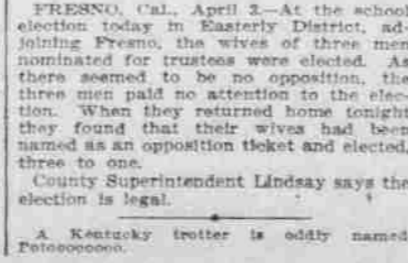 FRESNO, Cal., April 2.—At the school
election today in Easterly District, ad-
joining Fresno, the wives of three men
nominated for trustees were elected. As
there seemed to be no opposition, the
three men paid no attention to the elec-
tion. When they returned home tonight
they found that their wives had been
named as an opposition ticket and elected,
three to one.
County Superintendent Lindsay says the
election is legal.
A Kentucky trotter is oddly named
Potoooooooo.